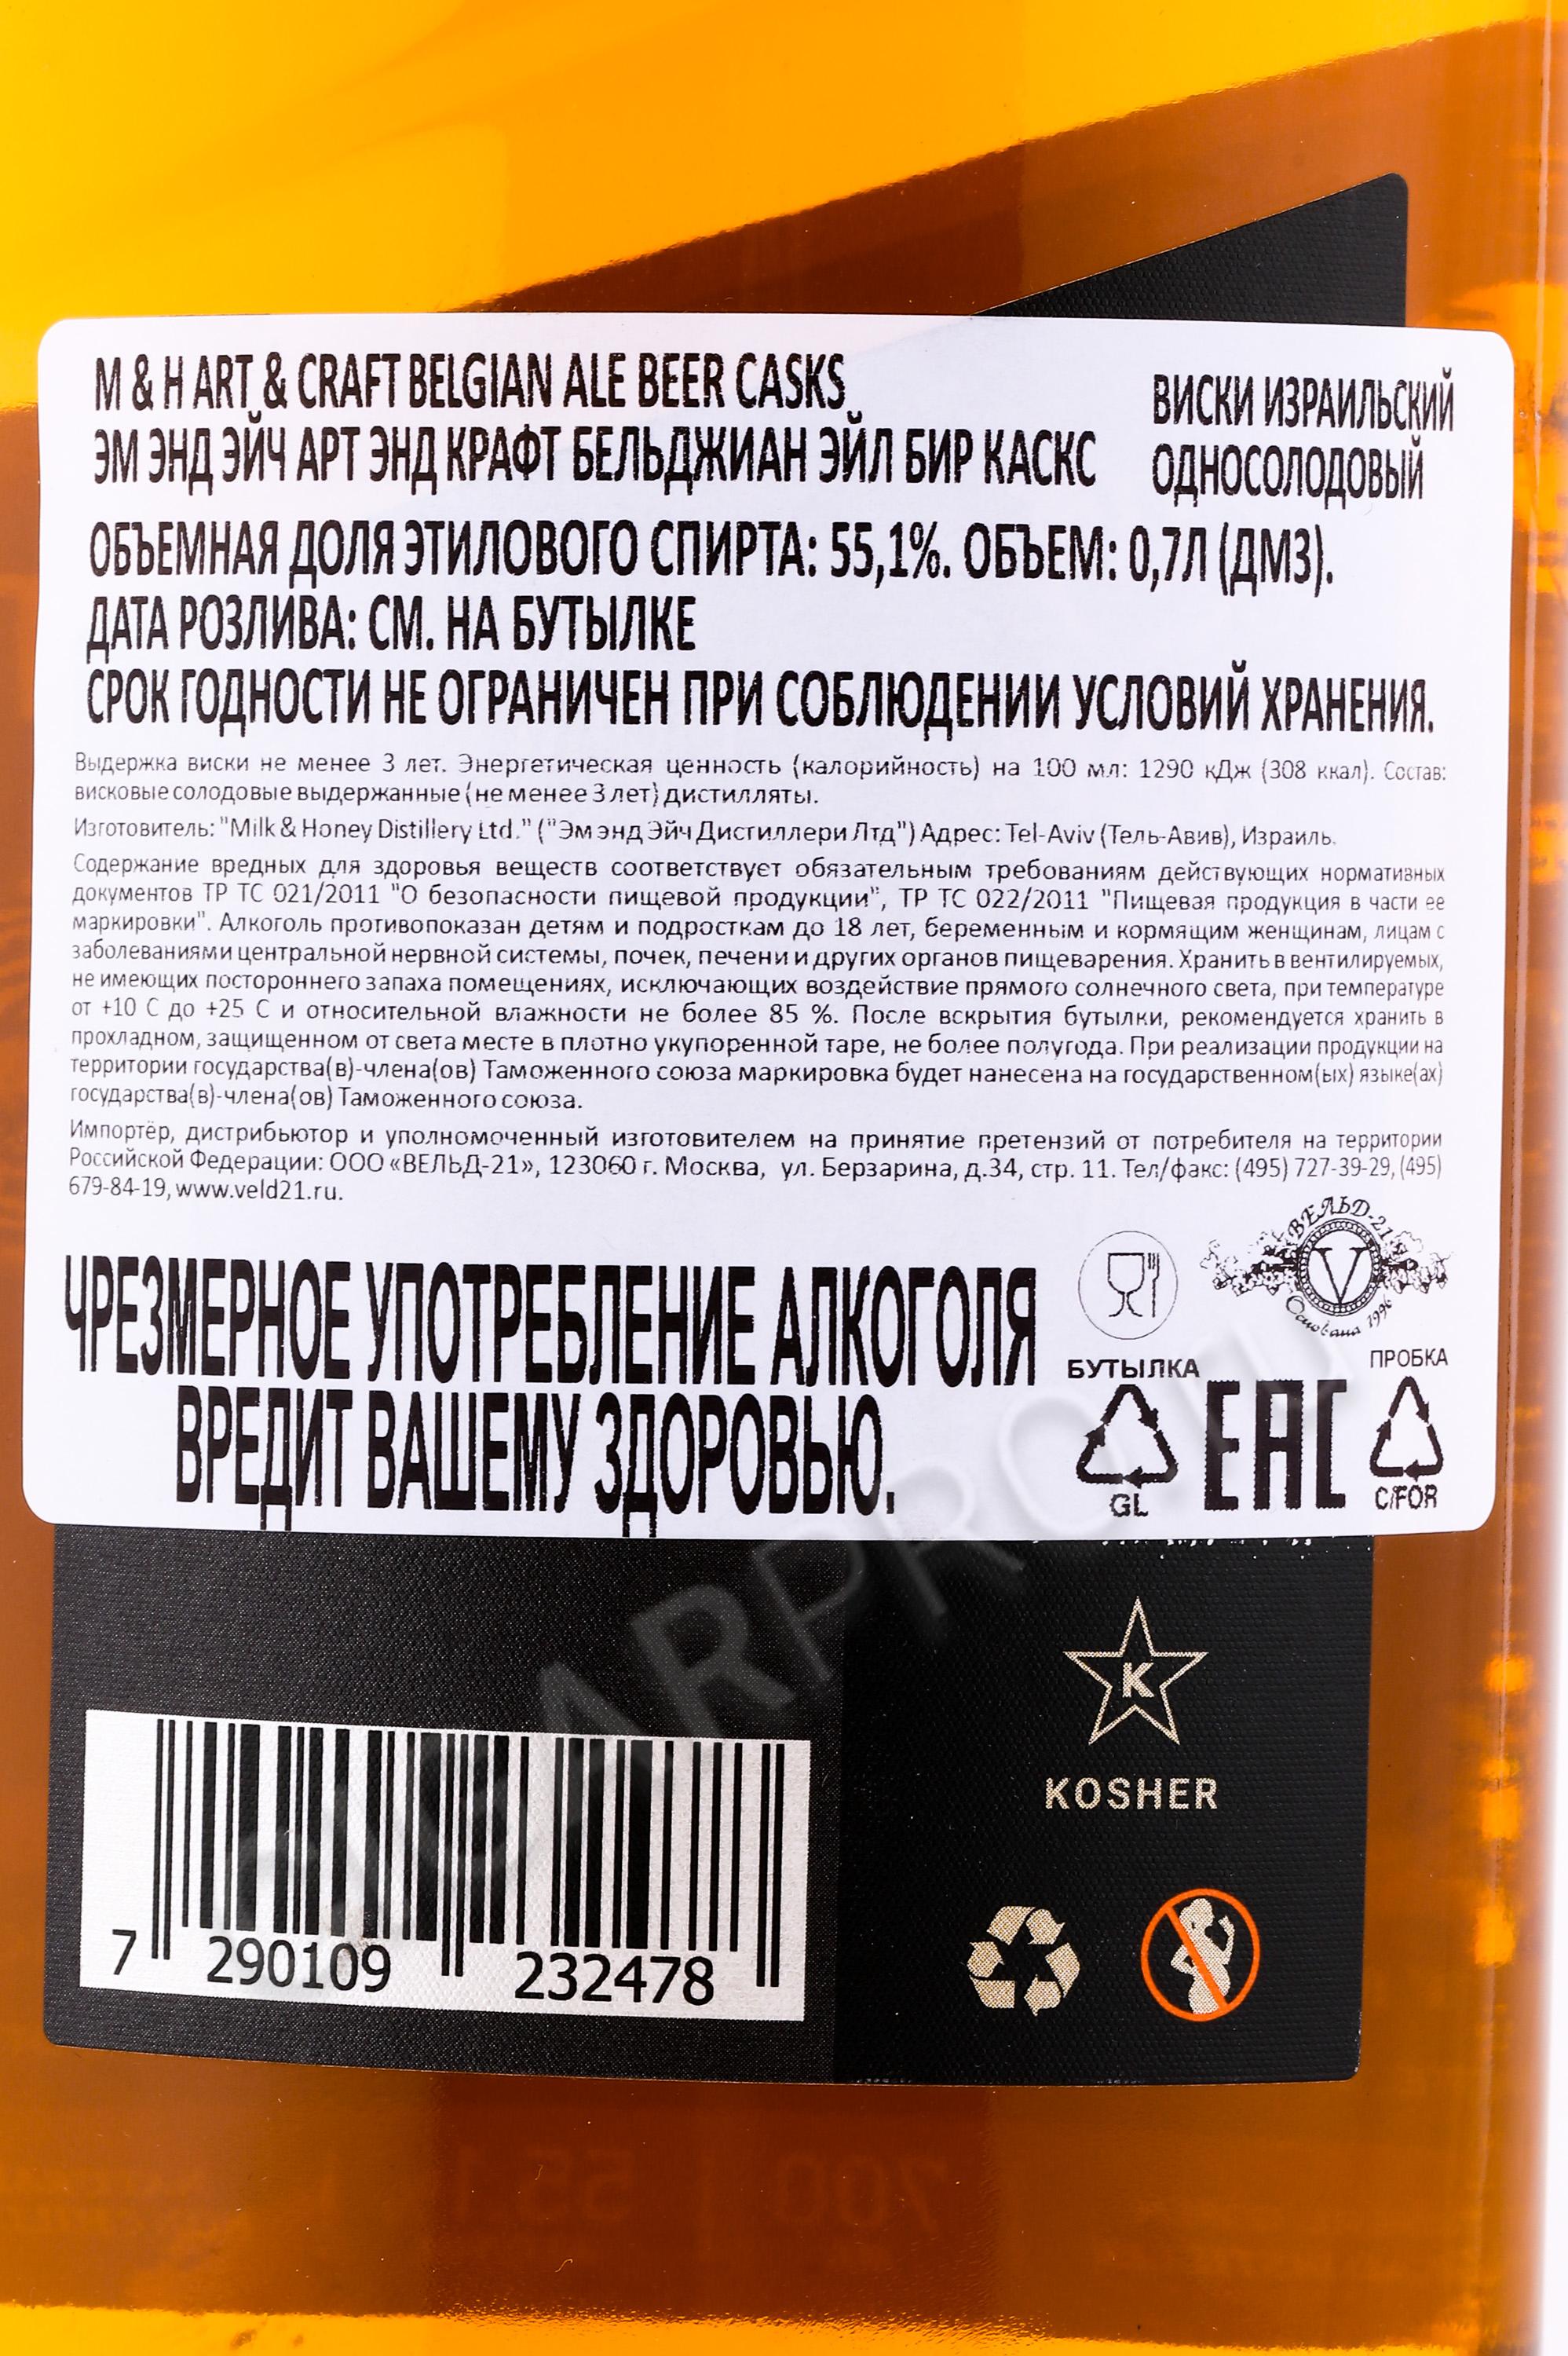 M & H ART & CRAFT BELGIAN ALE BEER CASKS
ЭМ ЭНД ЭЙЧ АРТ ЭНД КРАФТ БЕЛЬДЖИАН ЭЙЛ БИР КАСКС
ВИСКИ ИЗРАИЛЬСКИЙ
ОДНОСОЛОДОВЫЙ
ОБЪЕМНАЯ ДОЛЯ ЭТИЛОВОГО СПИРТА: 55,1%. ОБЪЕМ: 0,7Л (ДМ3).
ДАТА РОЗЛИВА: СМ. НА БУТЫЛКЕ
СРОК ГОДНОСТИ НЕ ОГРАНИЧЕН ПРИ СОБЛЮДЕНИИ УСЛОВИЙ ХРАНЕНИЯ.
Выдержка виски не менее 3 лет. Энергетическая ценность (калорийность) на 100 мл: 1290 кДж (308 ккал). Состав:
висковые солодовые выдержанные (не менее 3 лет) дистилляты.
Изготовитель: "Milk & Honey Distillery Ltd." ("Эм энд Эйч Дистиллери Лтд") Адрес: Tel-Aviv (Тель-Авив), Израиль.
Содержание вредных для здоровья веществ соответствует обязательным требованиям действующих нормативных
документов ТР ТС 021/2011 "О безопасности пищевой продукции", ТР ТС 022/2011 "Пищевая продукция в части ее
маркировки". Алкоголь противопоказан детям и подросткам до 18 лет, беременным и кормящим женщинам, лицам с
заболеваниями центральной нервной системы, почек, печени и других органов пищеварения. Хранить в вентилируемых,
не имеющих постороннего запаха помещениях, исключающих воздействие прямого солнечного света, при температуре
от +10 С до +25 С и относительной влажности не более 85 %. После вскрытия бутылки, рекомендуется хранить в
прохладном, защищенном от света месте в плотно укупоренной таре, не более полугода. При реализации продукции на
территории государства(в)-члена(ов) Таможенного союза маркировка будет нанесена на государственном(ых) языке(ах)
государства(в)-члена(ов) Таможенного союза.
Импортёр, дистрибьютор и уполномоченный изготовителем на принятие претензий от потребителя на территории
Российской Федерации: ООО «ВЕЛЬД-21», 123060 г. Москва, ул. Берзарина, д.34, стр. 11. Тел/факс: (495) 727-39-29, (495)
679-84-19, www.veld21.ru.
ЧРЕЗМЕРНОЕ УПОТРЕБЛЕНИЕ АЛКОГОЛЯ
ВРЕДИТ ВАШЕМУ ЗДОРОВЬЮ.
ВЕЛЬД-21
V
Основана 1996
БУТЫЛКА
GL
EAC
ПРОБКА
C/FOR
CIGARPRO.RU
K
KOSHER
7 290109 232478
700
55.1